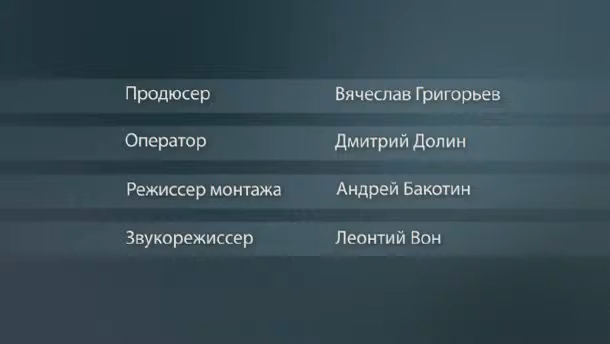 Продюсер Вячеслав Григорьев
Оператор Дмитрий Долин
Режиссер монтажа Андрей Бакотин
Звукорежиссер Леонтий Вон